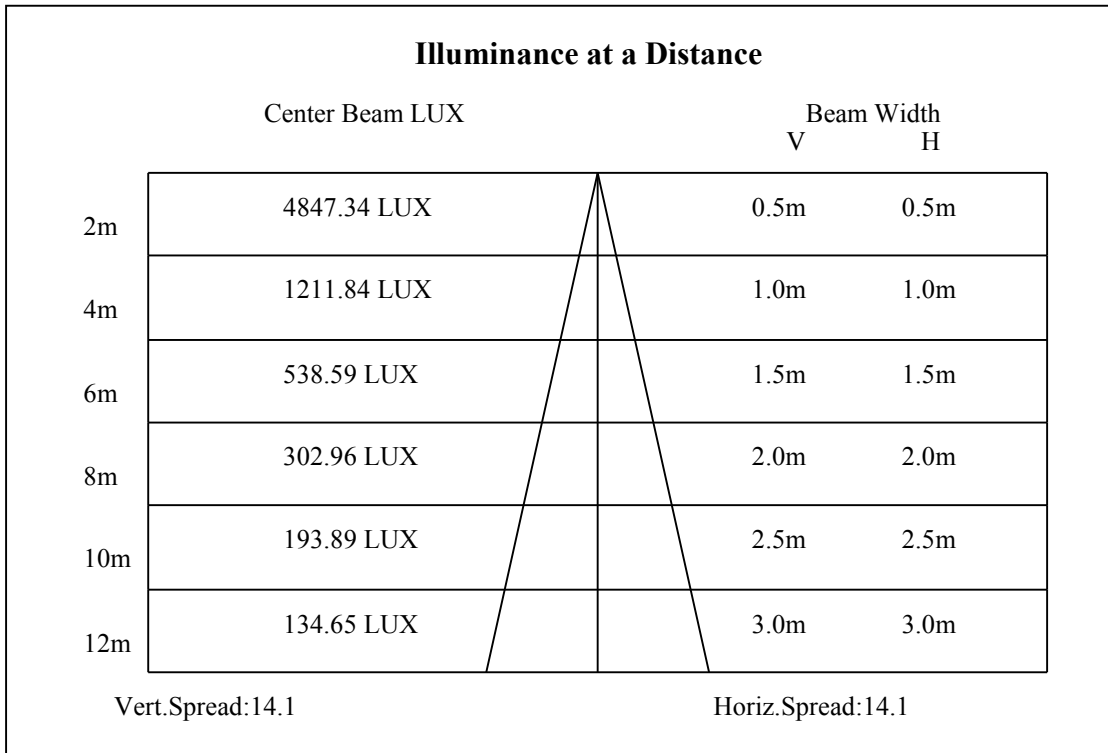 Illuminance at a Distance
Center Beam LUX Beam Width
V H
2m 4847.34 LUX 0.5m 0.5m
4m 1211.84 LUX 1.0m 1.0m
6m 538.59 LUX 1.5m 1.5m
8m 302.96 LUX 2.0m 2.0m
10m 193.89 LUX 2.5m 2.5m
12m 134.65 LUX 3.0m 3.0m
Vert.Spread:14.1 Horiz.Spread:14.1